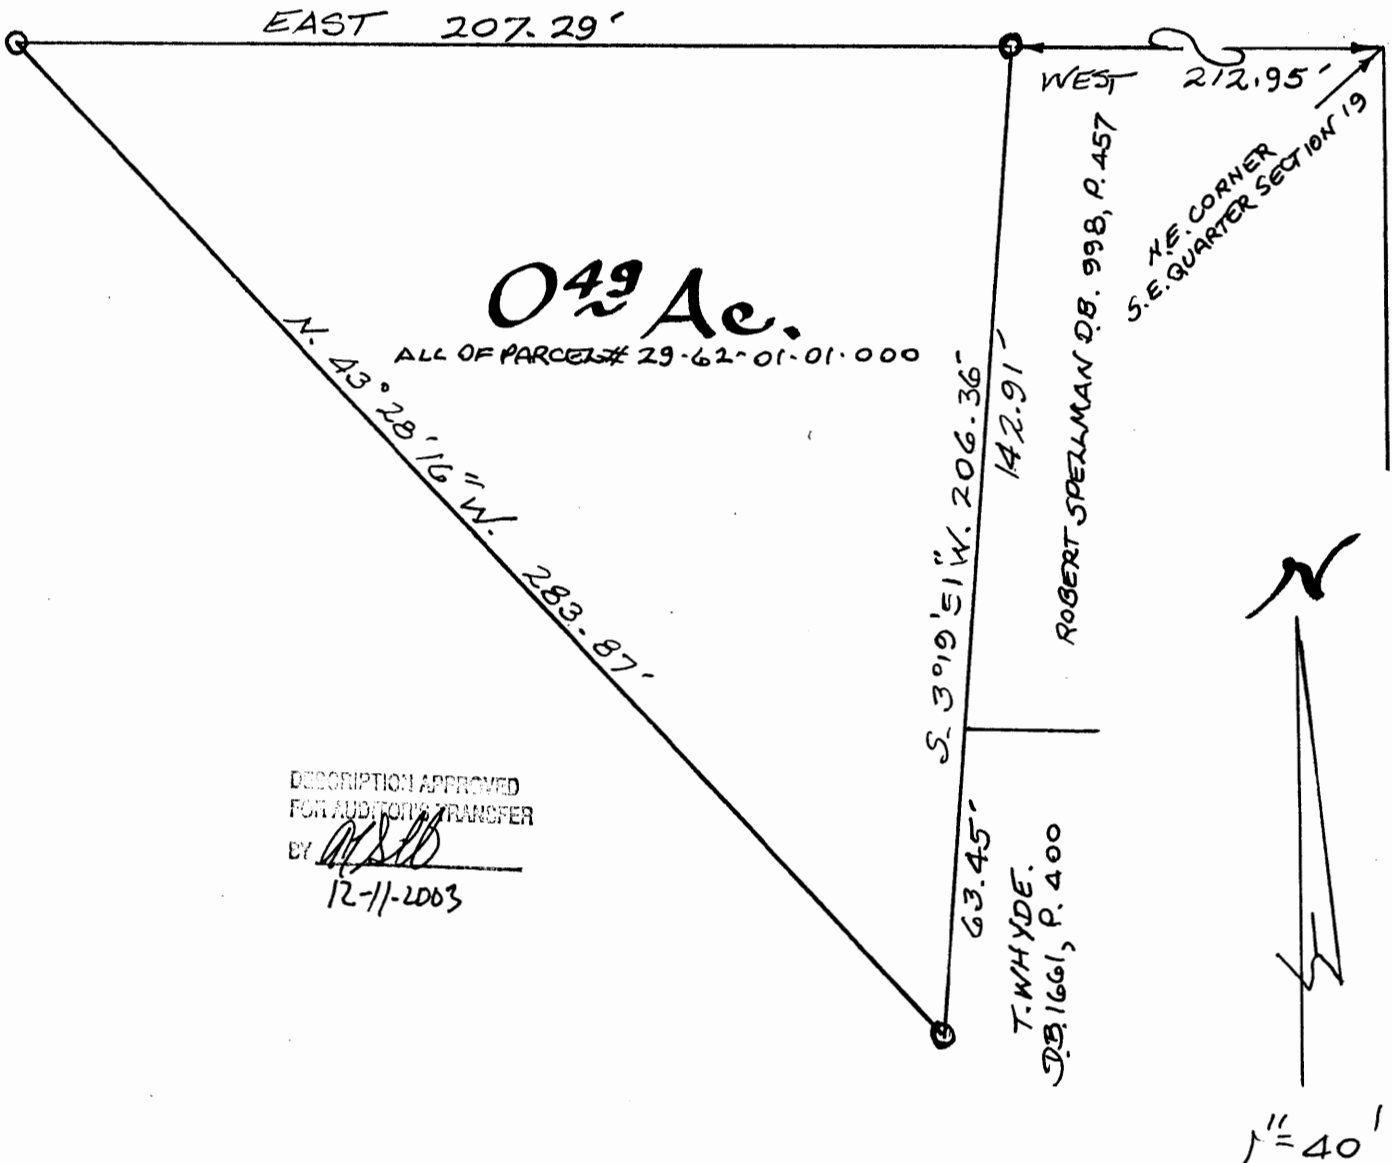 EAST 207.29'
WEST 212.95'
N.E. CORNER
S.E. QUARTER SECTION 19
ROBERT SPELLMAN D.B. 998, P. 457
0 49 Ac.
ALL OF PARCEL# 29-62-01-01.000
N. 43°28'16" W. 283.87'
S. 3°19'51" W. 206.36'
142.91'
63.45'
T. WHYDE.
D.B. 1661, P. 400
N
DESCRIPTION APPROVED
FOR AUDITOR'S TRANSFER
BY
12-11-2003
1"=40'